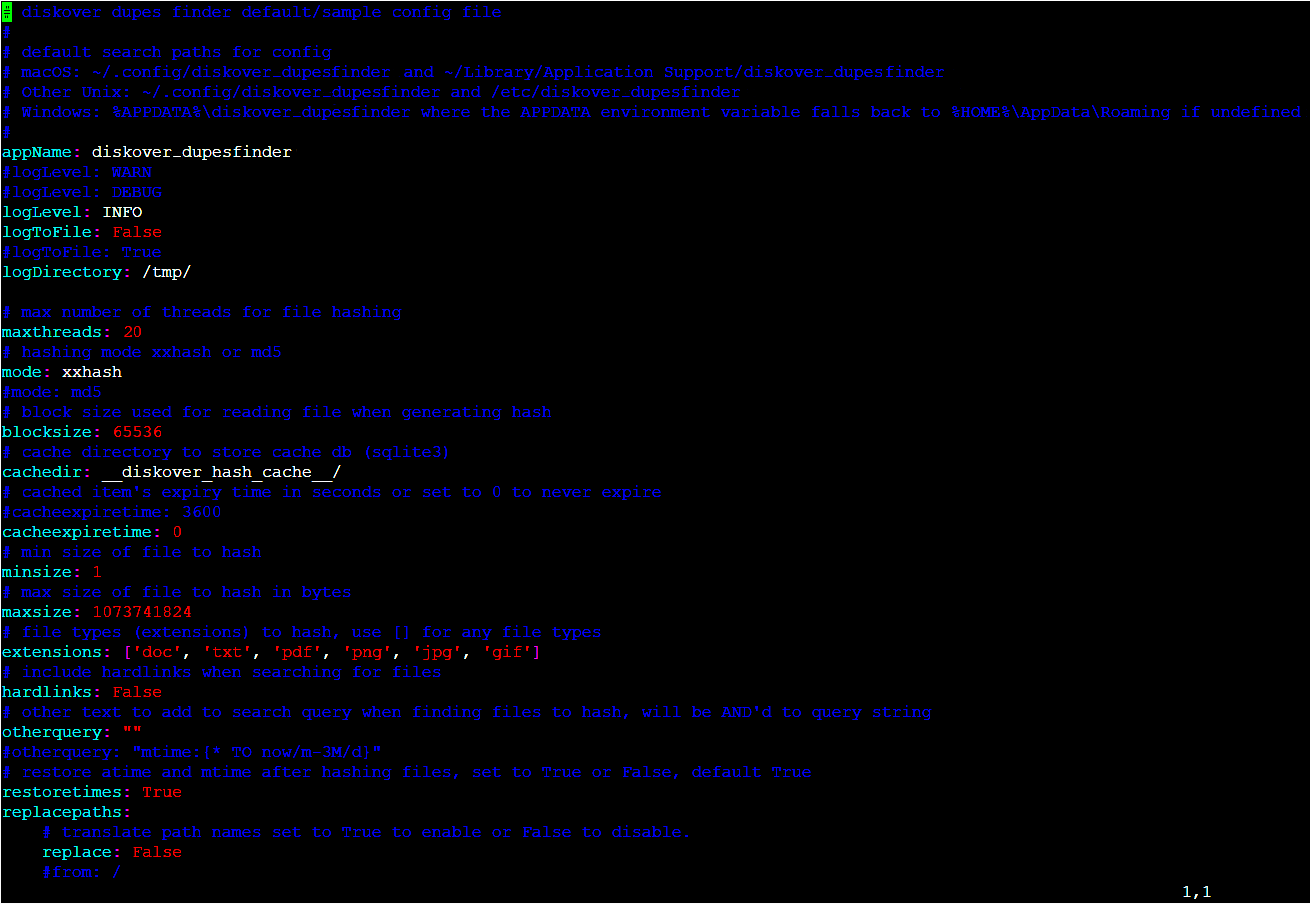 # diskover dupes finder default/sample config file
#
# default search paths for config
# macOS: ~/.config/diskover_dupesfinder and ~/Library/Application Support/diskover_dupesfinder
# Other Unix: ~/.config/diskover_dupesfinder and /etc/diskover_dupesfinder
# Windows: %APPDATA%\diskover_dupesfinder where the APPDATA environment variable falls back to %HOME%\AppData\Roaming if undefined
#
appName: diskover_dupesfinder
#logLevel: WARN
#logLevel: DEBUG
logLevel: INFO
logToFile: False
#logToFile: True
logDirectory: /tmp/

# max number of threads for file hashing
maxthreads: 20
# hashing mode xxhash or md5
mode: xxhash
#mode: md5
# block size used for reading file when generating hash
blocksize: 65536
# cache directory to store cache db (sqlite3)
cachedir: __diskover_hash_cache__/
# cached item's expiry time in seconds or set to 0 to never expire
#cacheexpiretime: 3600
cacheexpiretime: 0
# min size of file to hash
minsize: 1
# max size of file to hash in bytes
maxsize: 1073741824
# file types (extensions) to hash, use [] for any file types
extensions: ['doc', 'txt', 'pdf', 'png', 'jpg', 'gif']
# include hardlinks when searching for files
hardlinks: False
# other text to add to search query when finding files to hash, will be AND'd to query string
otherquery: ""
#otherquery: "mtime:[* TO now/m-3M/d}"
# restore atime and mtime after hashing files, set to True or False, default True
restoretimes: True
replacepaths:
    # translate path names set to True to enable or False to disable.
    replace: False
    #from: /
1,1